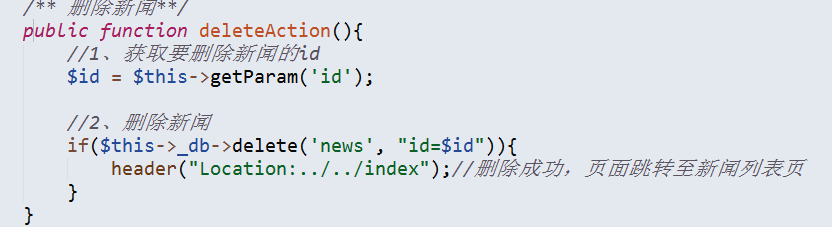 /** 删除新闻**/
public function deleteAction(){
//1、获取要删除新闻的id
$id = $this->getParam('id');
//2、删除新闻
if($this->_db->delete('news', "id=$id")){
header("Location:../../index");//删除成功，页面跳转至新闻列表页
}
}